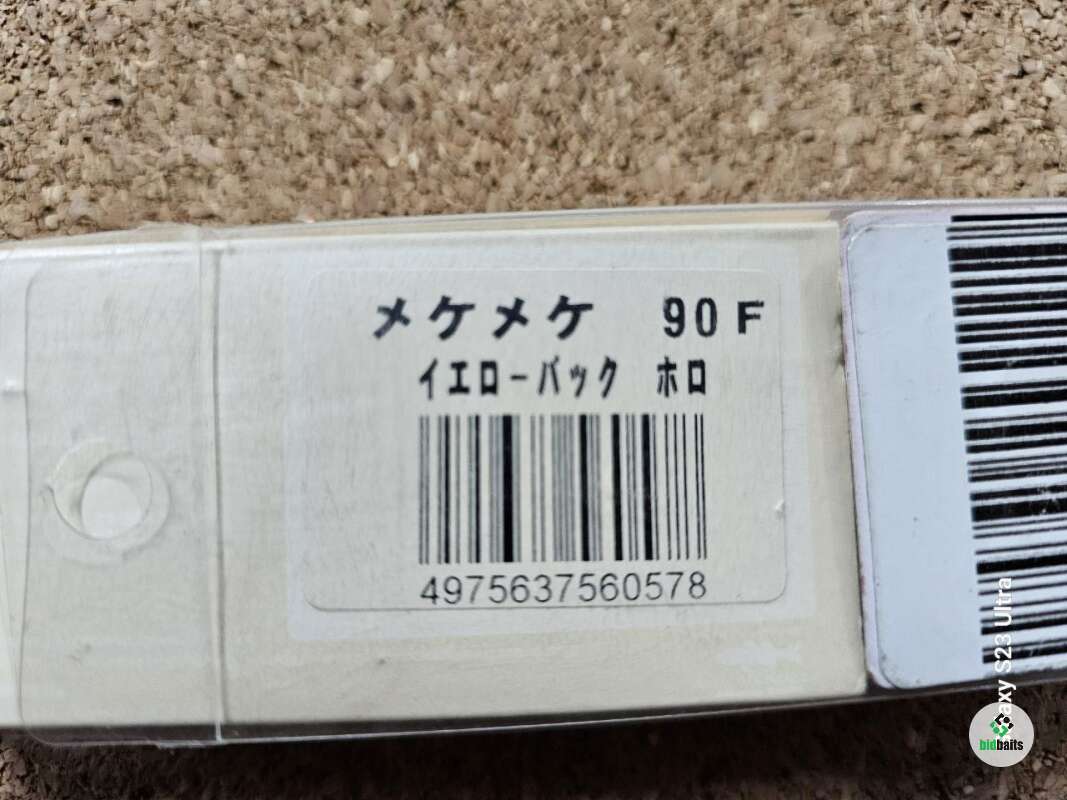 メケメケ 90F
イエローバック ホロ
4975637560578
axy S23 Ultra
bidbaits